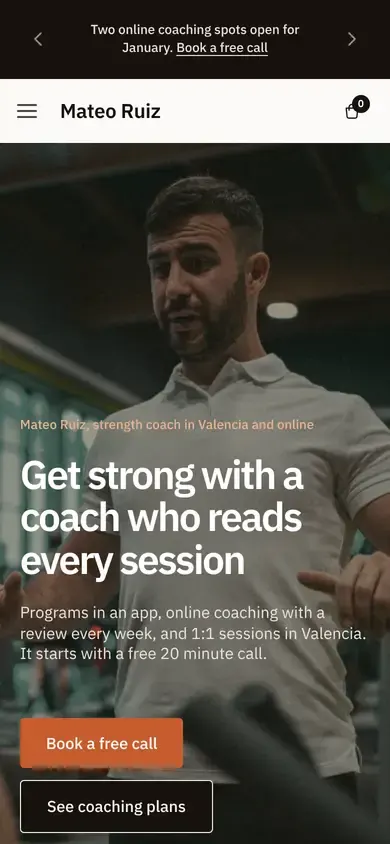 Two online coaching spots open for
January. Book a free call
Mateo Ruiz
0
Mateo Ruiz, strength coach in Valencia and online
Get strong with a
coach who reads
every session
Programs in an app, online coaching with a
review every week, and 1:1 sessions in Valencia.
It starts with a free 20 minute call.
Book a free call
See coaching plans